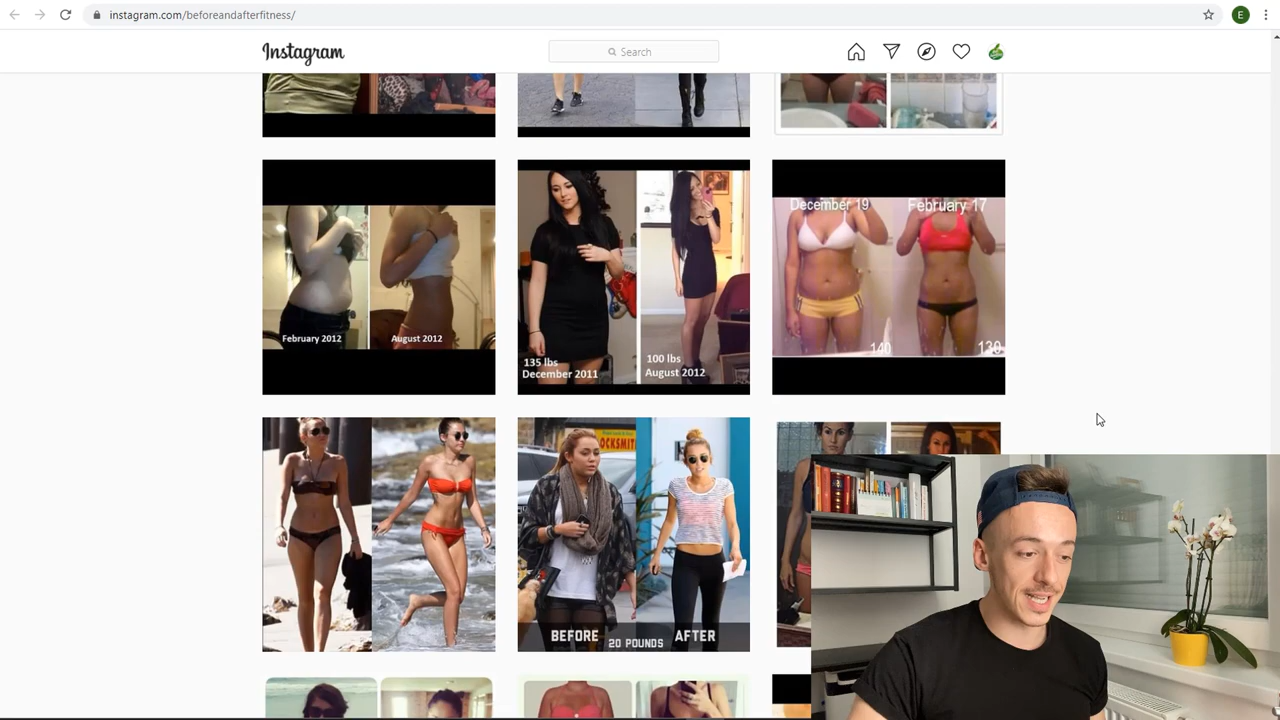 instagram.com/beforeandafterfitness/
E
Instagram
Search
February 2012
August 2012
135 lbs
December 2011
100 lbs
August 2012
December 19
February 17
140
130
LOCKSMITH
BEFORE
20 POUNDS
AFTER